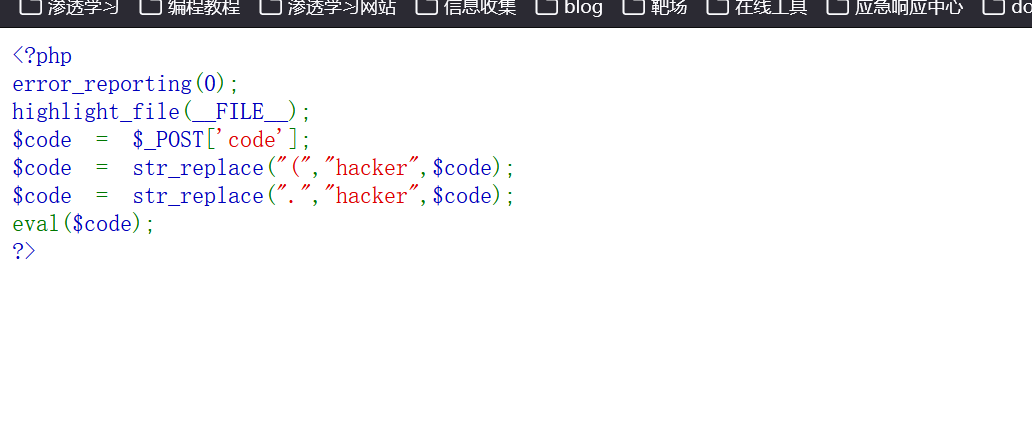 渗透学习 编程教程 渗透学习网站 信息收集 blog 靶场 在线工具 应急响应中心 do
<?php
error_reporting(0);
highlight_file(__FILE__);
$code = $_POST['code'];
$code = str_replace("(","hacker",$code);
$code = str_replace(".","hacker",$code);
eval($code);
?>